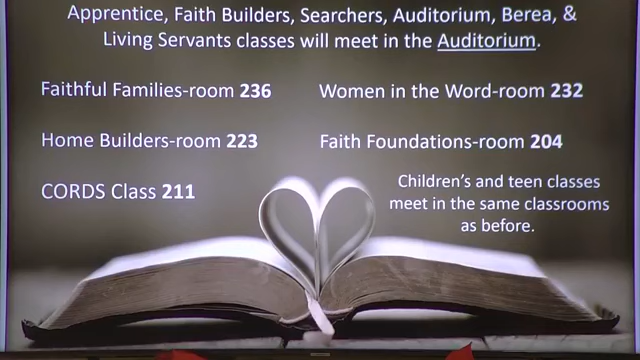 Apprentice, Faith Builders, Searchers, Auditorium, Berea, &
Living Servants classes will meet in the Auditorium.
Faithful Families-room 236
Women in the Word-room 232
Home Builders-room 223
Faith Foundations-room 204
CORDS Class 211
Children’s and teen classes
meet in the same classrooms
as before.